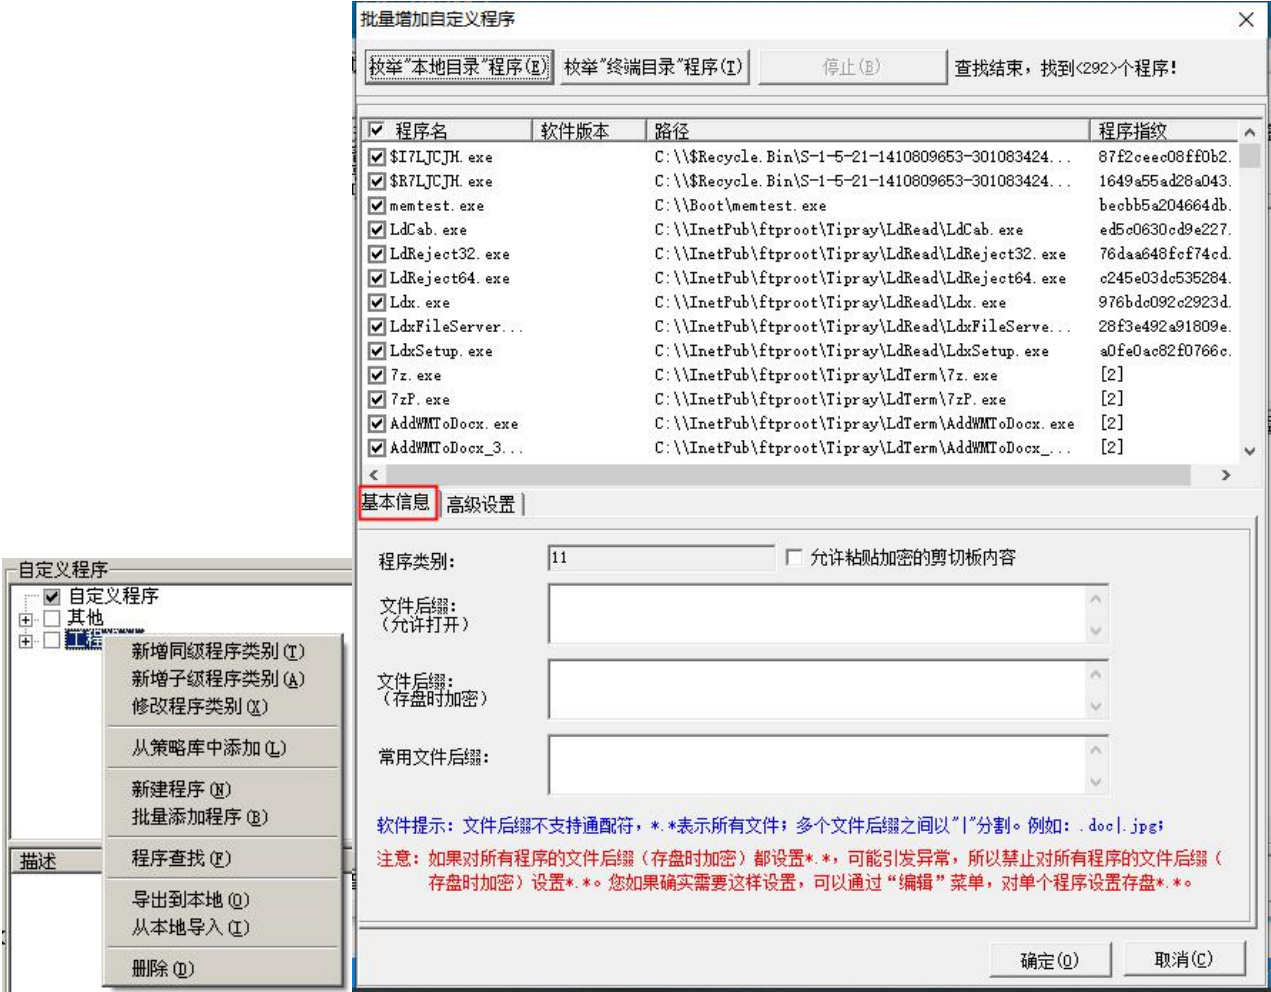 批量增加自定义程序
枚举"本地目录"程序(E) 枚举"终端目录"程序(T) 停止(B) 查找结束，找到<292>个程序!
程序名 软件版本 路径 程序指纹
$I7LJCJH.exe C:\\$Recycle.Bin\S-1-5-21-1410809653-301083424... 87f2ceec08ff0b2.
$R7LJCJH.exe C:\\$Recycle.Bin\S-1-5-21-1410809653-301083424... 1649a55ad28a043.
memtest.exe C:\\Boot\memtest.exe becbb5a204664db.
LdCab.exe C:\\InetPub\ftproot\Tipray\LdRead\LdCab.exe ed5c0630cd9e227.
LdReject32.exe C:\\InetPub\ftproot\Tipray\LdRead\LdReject32.exe 76daa648fcf74cd.
LdReject64.exe C:\\InetPub\ftproot\Tipray\LdRead\LdReject64.exe c245e03dc535284.
Ldx.exe C:\\InetPub\ftproot\Tipray\LdRead\Ldx.exe 976bdc092c2923d.
LdxFileServer... C:\\InetPub\ftproot\Tipray\LdRead\LdxFileServe... 28f3e492a91809e.
LdxSetup.exe C:\\InetPub\ftproot\Tipray\LdRead\LdxSetup.exe a0fe0ac82f0766c.
7z.exe C:\\InetPub\ftproot\Tipray\LdTerm\7z.exe [2]
7zP.exe C:\\InetPub\ftproot\Tipray\LdTerm\7zP.exe [2]
AddWMToDocx.exe C:\\InetPub\ftproot\Tipray\LdTerm\AddWMToDocx.exe [2]
AddWMToDocx_3... C:\\InetPub\ftproot\Tipray\LdTerm\AddWMToDocx_... [2]
基本信息 高级设置
程序类别: 11 允许粘贴加密的剪切板内容
文件后缀:
(允许打开)
文件后缀:
(存盘时加密)
常用文件后缀:
软件提示：文件后缀不支持通配符，*.*表示所有文件；多个文件后缀之间以"|"分割。例如：.doc|.jpg;
注意：如果对所有程序的文件后缀（存盘时加密）都设置*.*，可能引发异常，所以禁止对所有程序的文件后缀（
存盘时加密）设置*.*。您如果确实需要这样设置，可以通过“编辑”菜单，对单个程序设置存盘*.*。
确定(O) 取消(C)
自定义程序
自定义程序
其他
工程
新增同级程序类别(T)
新增子级程序类别(A)
修改程序类别(X)
从策略库中添加(L)
新建程序(N)
批量添加程序(B)
程序查找(F)
导出到本地(O)
从本地导入(I)
删除(D)
描述